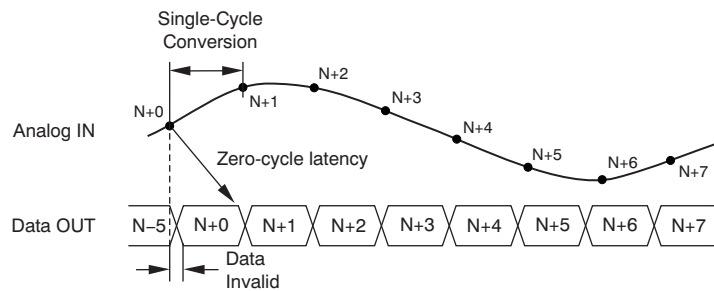 Single-Cycle
Conversion
N+0
N+1
N+2
N+3
N+4
N+5
N+6
N+7
Analog IN
Zero-cycle latency
Data OUT
N–5
N+0
N+1
N+2
N+3
N+4
N+5
N+6
N+7
Data
Invalid